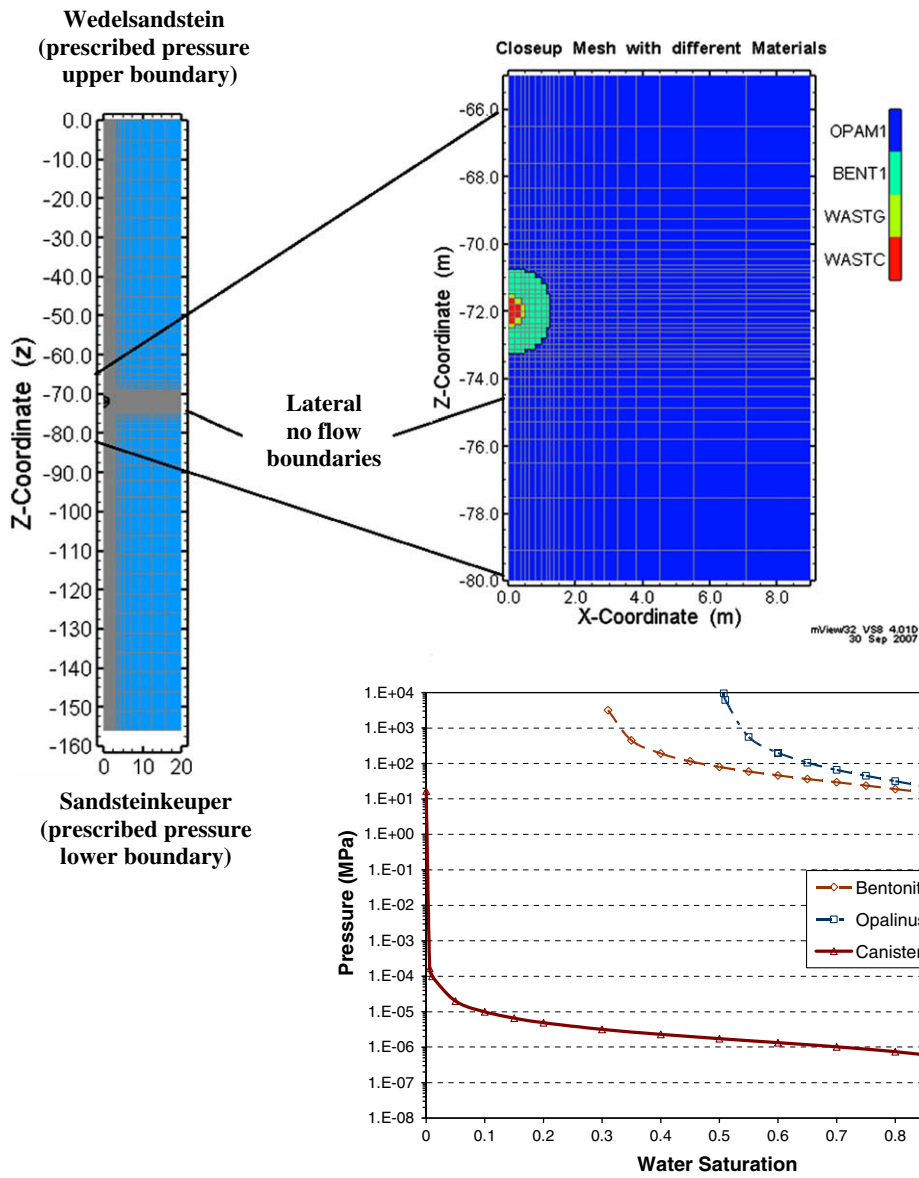 Wedelsandstein
(prescribed pressure
upper boundary)
0.0
-10.0
-20.0
-30.0
-40.0
-50.0
-60.0
-70.0
-80.0
-90.0
-100
-110
-120
-130
-140
-150
-160
Z-Coordinate (z)
0 10 20
Sandsteinkeuper
(prescribed pressure
lower boundary)
Lateral
no flow
boundaries
Closeup Mesh with different Materials
-66.0
-68.0
-70.0
-72.0
-74.0
-76.0
-78.0
-80.0
Z-Coordinate (m)
0.0 2.0 4.0 6.0 8.0
X-Coordinate (m)
OPAM1
BENT1
WASTG
WASTC
mView32 VS8 4.01D
30 Sep 2007
1.E+04
1.E+03
1.E+02
1.E+01
1.E+00
1.E-01
1.E-02
1.E-03
1.E-04
1.E-05
1.E-06
1.E-07
1.E-08
Pressure (MPa)
Bentonit
Opalinus
Canister
0 0.1 0.2 0.3 0.4 0.5 0.6 0.7 0.8
Water Saturation